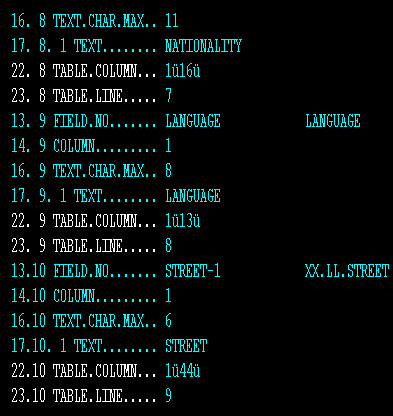 16. 8 TEXT.CHAR.MAX.. 11
17. 8. 1 TEXT........ NATIONALITY
22. 8 TABLE.COLUMN... 1ü16ü
23. 8 TABLE.LINE..... 7
13. 9 FIELD.NO....... LANGUAGE LANGUAGE
14. 9 COLUMN......... 1
16. 9 TEXT.CHAR.MAX.. 8
17. 9. 1 TEXT........ LANGUAGE
22. 9 TABLE.COLUMN... 1ü13ü
23. 9 TABLE.LINE..... 8
13.10 FIELD.NO....... STREET-1 XX.LL.STREET
14.10 COLUMN......... 1
16.10 TEXT.CHAR.MAX.. 6
17.10. 1 TEXT........ STREET
22.10 TABLE.COLUMN... 1ü44ü
23.10 TABLE.LINE..... 9